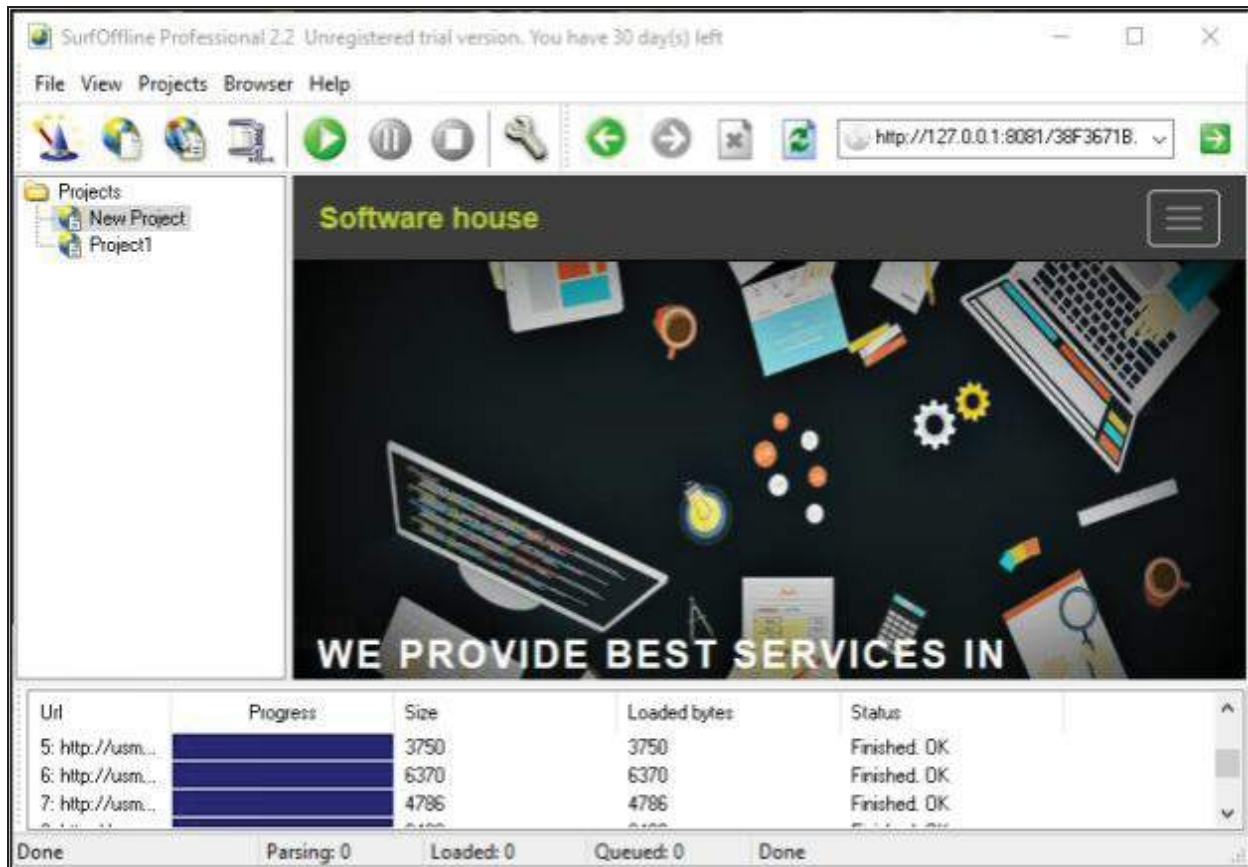 SurfOffline Professional 2.2 Unregistered trial version. You have 30 day(s) left
File View Projects Browser Help
http://127.0.0.1:8081/38F3671B.
Projects
New Project
Project1
Software house
WE PROVIDE BEST SERVICES IN
Url Progress Size Loaded bytes Status
5: http://usm... 3750 3750 Finished. OK
6: http://usm... 6370 6370 Finished. OK
7: http://usm... 4786 4786 Finished. OK
Done Parsing: 0 Loaded: 0 Queued: 0 Done